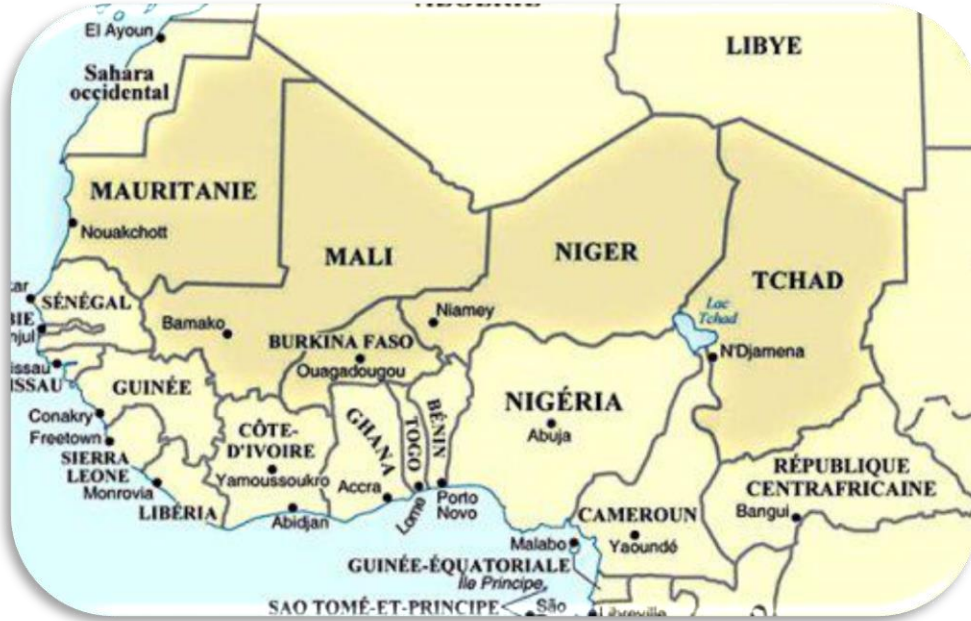 El Ayoun
LIBYE
Sahara
occidental
MAURITANIE
Nouakchott
MALI
NIGER
TCHAD
SÉNÉGAL
Lac
Tchad
Niamey
Bamako
BURKINA FASO
Ouagadougou
N'Djamena
GUINÉE
NIGÉRIA
Abuja
Conakry
Freetown
CÔTE-
D'IVOIRE
GHANA
TOGO
BÉNIN
SIERRA
LEONE
Yamoussoukro
Monrovia
Accra
RÉPUBLIQUE
CENTRAFRICAINE
LIBÉRIA
Abidjan
Lomé
Porto
Novo
CAMEROUN
Bangui
Malabo
Yaoundé
GUINÉE-ÉQUATORIALE
Île Principe
SAO TOMÉ-ET-PRINCIPE
São
Libreville